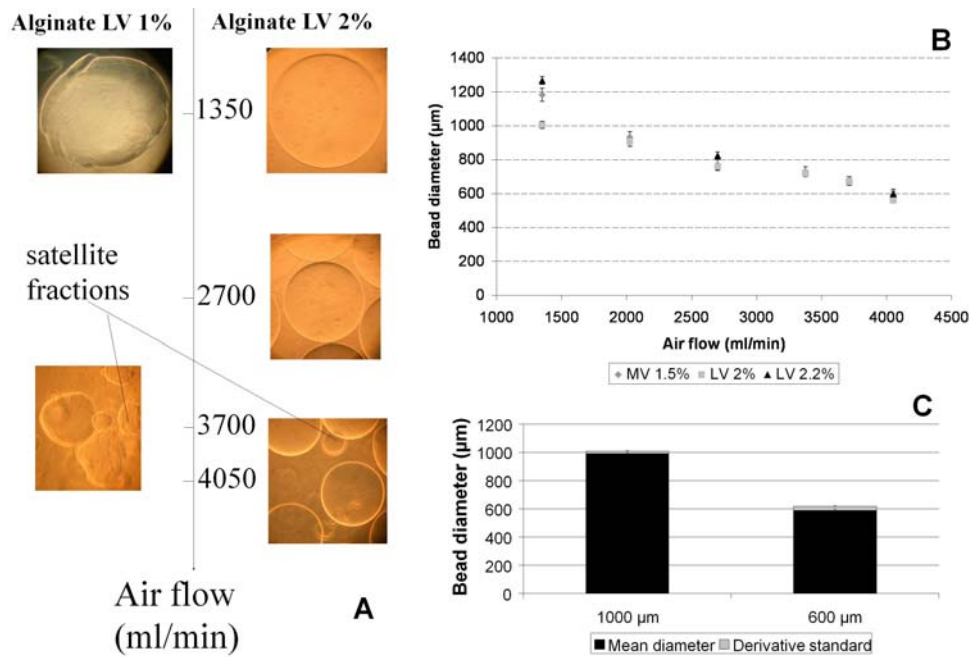 Alginate LV 1%
Alginate LV 2%
1350
satellite
fractions
2700
3700
4050
Air flow
(ml/min)
A
B
Bead diameter (µm)
1400
1200
1000
800
600
400
200
0
1000 1500 2000 2500 3000 3500 4000 4500
Air flow (ml/min)
MV 1.5% LV 2% LV 2.2%
C
Bead diameter (µm)
1200
1000
800
600
400
200
0
1000 µm 600 µm
Mean diameter Derivative standard